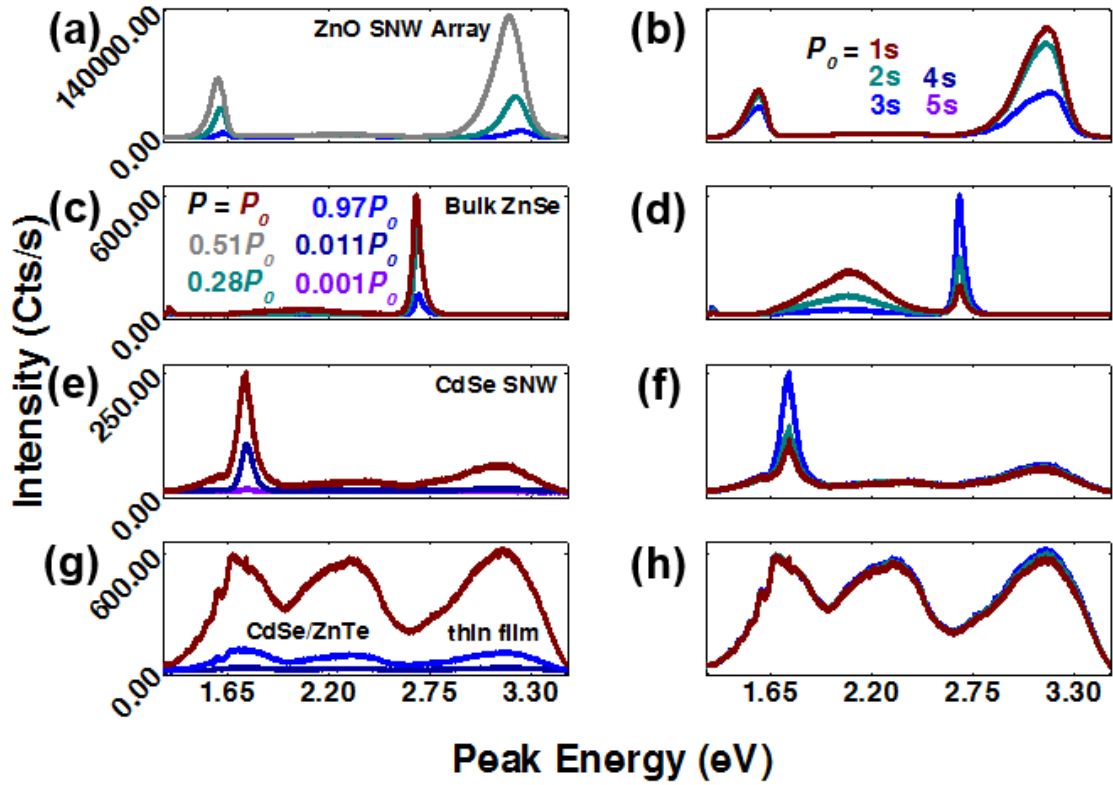 (a)
140000.00
0.00
ZnO SNW Array
(b)
P0 = 1s
2s 4s
3s 5s
(c)
600.00
0.00
P = P0 0.97P0
0.51P0 0.011P0
0.28P0 0.001P0
Bulk ZnSe
(d)
(e)
250.00
0.00
CdSe SNW
(f)
(g)
600.00
0.00
CdSe/ZnTe thin film
(h)
1.65 2.20 2.75 3.30
1.65 2.20 2.75 3.30
Intensity (Cts/s)
Peak Energy (eV)